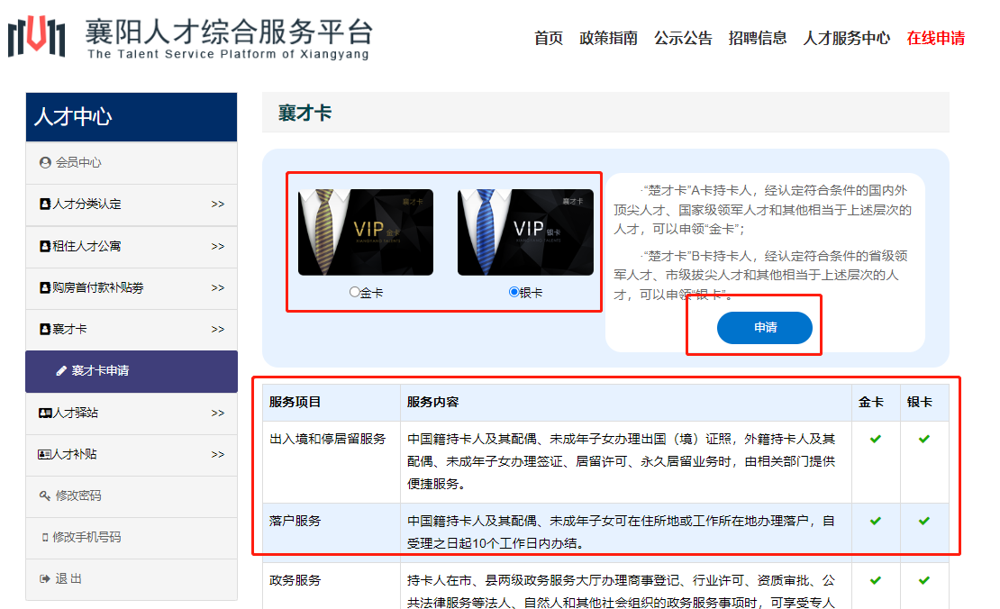 襄阳人才综合服务平台
The Talent Service Platform of Xiangyang
首页 政策指南 公示公告 招聘信息 人才服务中心 在线申请
人才中心
会员中心
人才分类认定 >>
租住人才公寓 >>
购房首付款补贴劵 >>
襄才卡 >>
襄才卡申请
人才驿站 >>
人才补贴 >>
修改密码
修改手机号码
退 出
襄才卡
襄才卡
VIP 金卡
XIANGYANG TALENTS
金卡
襄才卡
VIP 银卡
XIANGYANG TALENTS
银卡
·“楚才卡”A卡持卡人，经认定符合条件的国内外
顶尖人才、国家级领军人才和其他相当于上述层次的
人才，可以申领“金卡”；
·“楚才卡”B卡持卡人，经认定符合条件的省级领
军人才、市级拔尖人才和其他相当于上述层次的人
才，可以申领“银卡”。
申请
服务项目 服务内容 金卡 银卡
出入境和停居留服务 中国籍持卡人及其配偶、未成年子女办理出国（境）证照，外籍持卡人及其
配偶、未成年子女办理签证、居留许可、永久居留业务时，由相关部门提供
便捷服务。
落户服务 中国籍持卡人及其配偶、未成年子女可在住所地或工作所在地办理落户，自
受理之日起10个工作日内办结。
政务服务 持卡人在市、县两级政务服务大厅办理商事登记、行业许可、资质审批、公
共法律服务等法人、自然人和其他社会组织的政务服务事项时，可享受专人